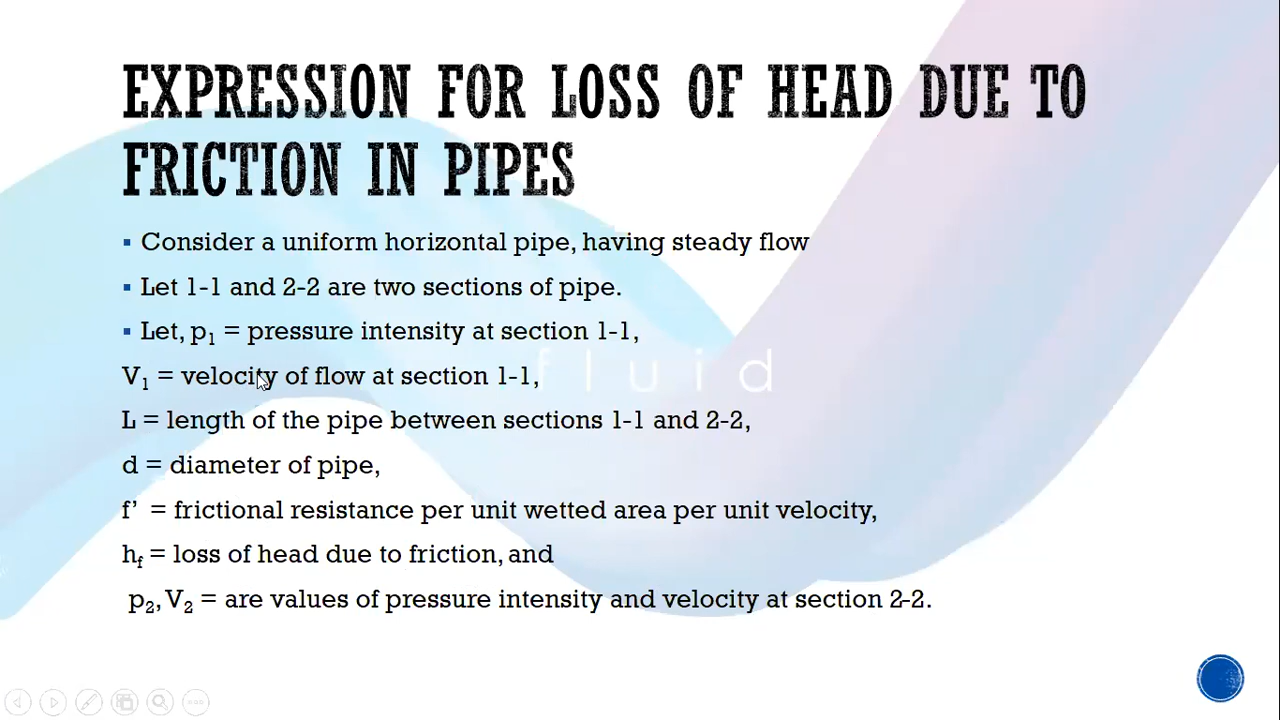 EXPRESSION FOR LOSS OF HEAD DUE TO
FRICTION IN PIPES
▪ Consider a uniform horizontal pipe, having steady flow
▪ Let 1-1 and 2-2 are two sections of pipe.
▪ Let, p₁ = pressure intensity at section 1-1,
V₁ = velocity of flow at section 1-1,
fluid
L = length of the pipe between sections 1-1 and 2-2,
d = diameter of pipe,
f’ = frictional resistance per unit wetted area per unit velocity,
h_f = loss of head due to friction, and
p₂, V₂ = are values of pressure intensity and velocity at section 2-2.